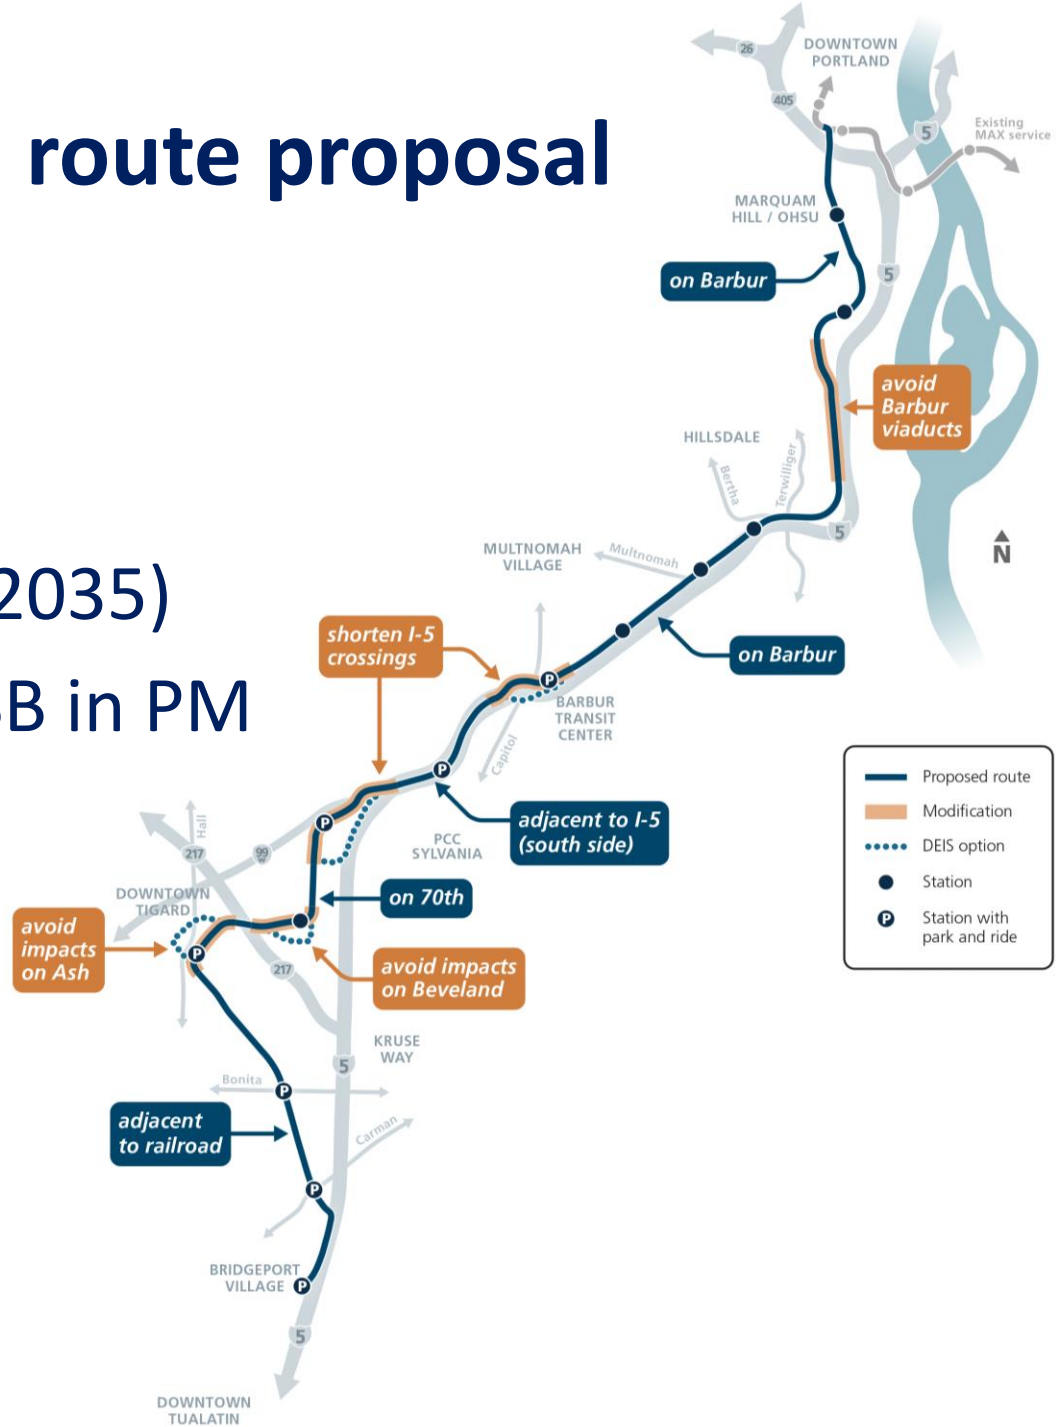 route proposal
2035)
SB in PM
26
DOWNTOWN
PORTLAND
405
5
Existing
MAX service
MARQUAM
HILL / OHSU
on Barbur
5
avoid
Barbur
viaducts
HILLSDALE
Bertha
Terwilliger
5
N
MULTNOMAH
VILLAGE
Multnomah
shorten I-5
crossings
on Barbur
P
BARBUR
TRANSIT
CENTER
Capitol
P
adjacent to I-5
(south side)
PCC
SYLVANIA
P
Hall
217
99
W
DOWNTOWN
TIGARD
on 70th
avoid
impacts
on Ash
P
217
avoid impacts
on Beveland
KRUSE
WAY
5
Bonita
P
adjacent
to railroad
Carman
P
BRIDGEPORT
VILLAGE
P
5
DOWNTOWN
TUALATIN
Proposed route
Modification
DEIS option
Station
P
Station with
park and ride